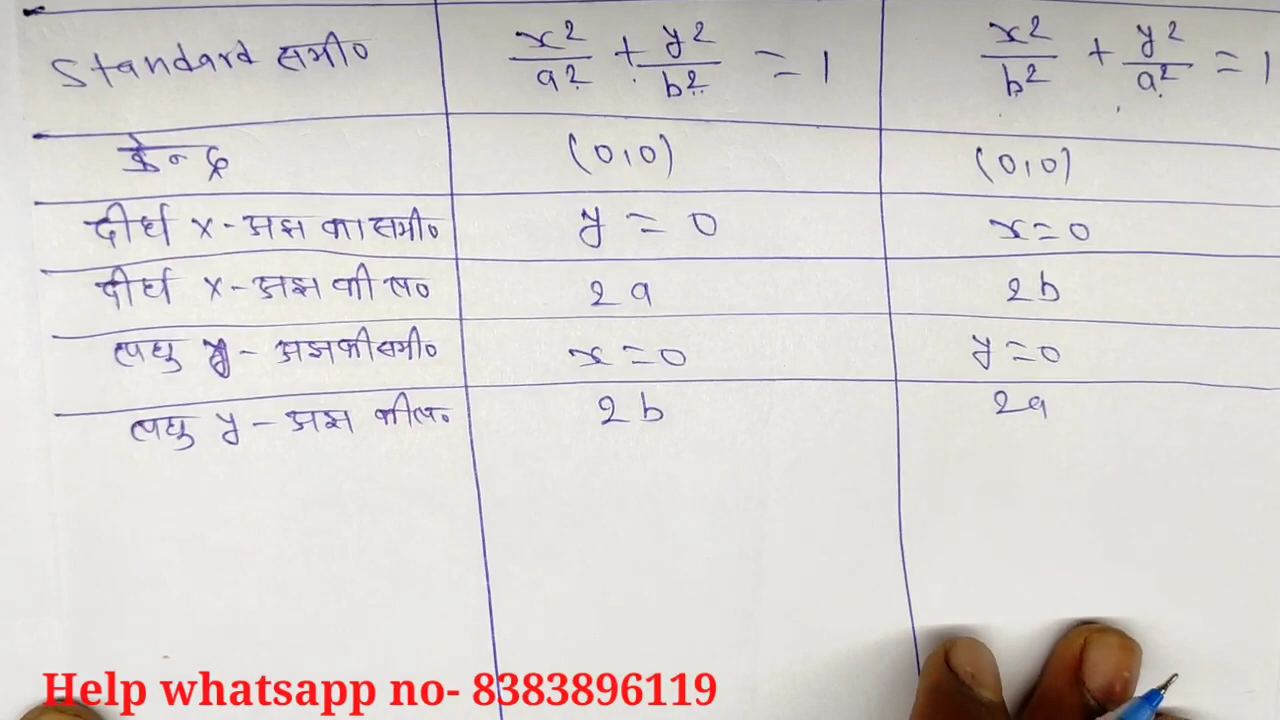 Standard समी० x²/a² + y²/b² = 1 x²/b² + y²/a² = 1
केन्द्र (0,0) (0,0)
दीर्घ x-अक्ष का समी० y = 0 x=0
दीर्घ x-अक्ष की ल० 2a 2b
लघु y-अक्ष की समी० x=0 y=0
लघु y-अक्ष की ल० 2b 2a
Help whatsapp no- 8383896119